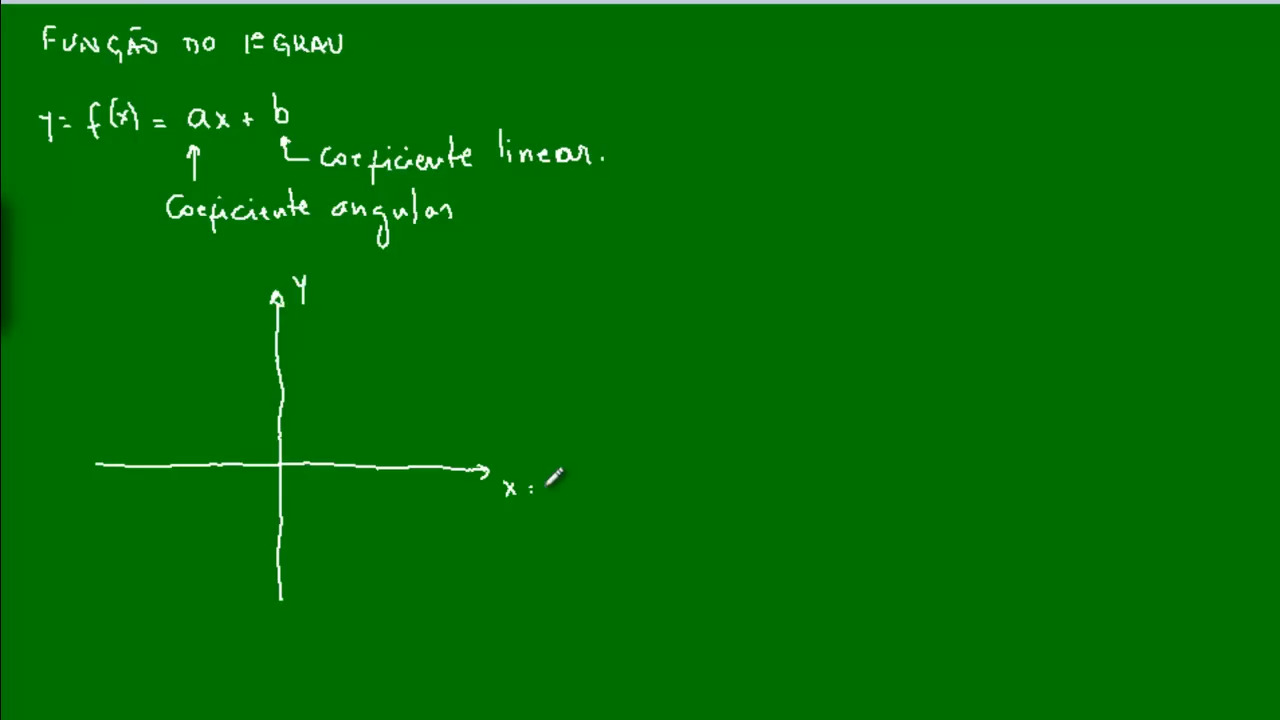 FUNÇÃO DO 1º GRAU
y = f(x) = ax + b
coeficiente linear.
Coeficiente angular
Y
x :